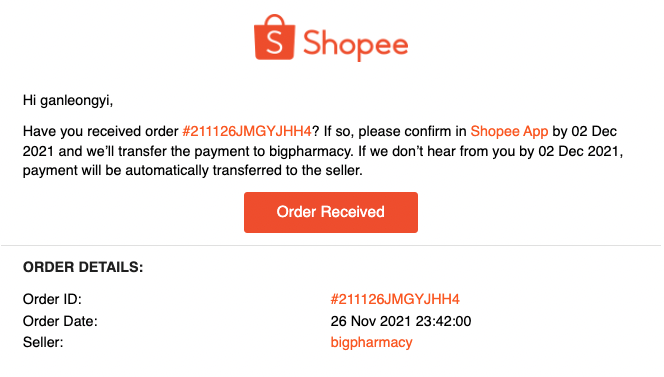 Shopee
Hi ganleongyi,
Have you received order #211126JMGYJHH4? If so, please confirm in Shopee App by 02 Dec
2021 and we’ll transfer the payment to bigpharmacy. If we don’t hear from you by 02 Dec 2021,
payment will be automatically transferred to the seller.
Order Received
ORDER DETAILS:
Order ID: #211126JMGYJHH4
Order Date: 26 Nov 2021 23:42:00
Seller: bigpharmacy